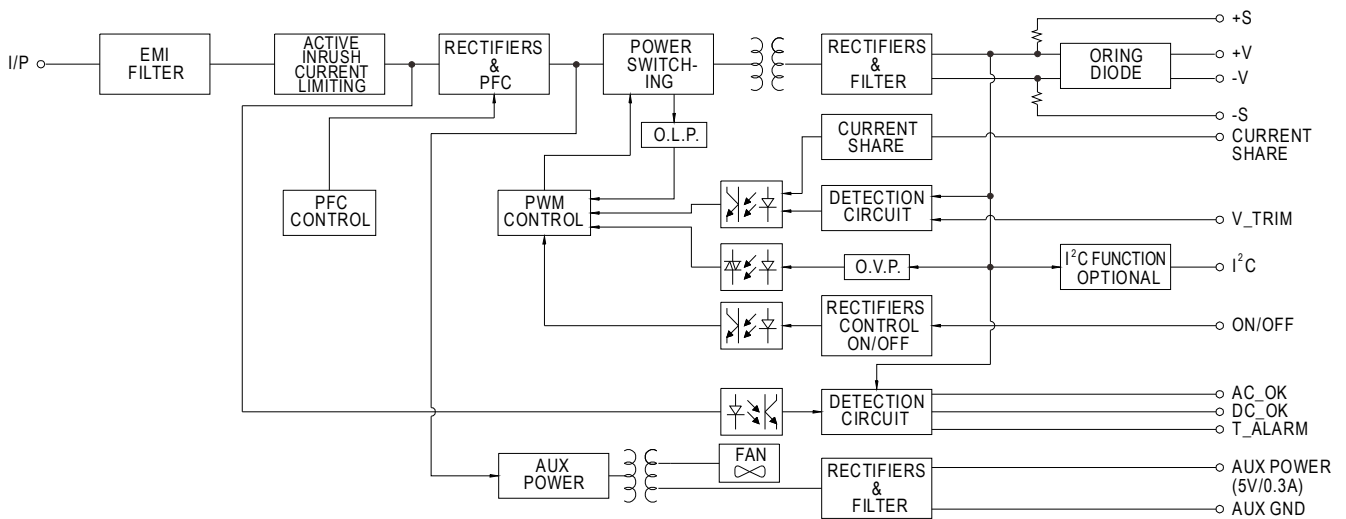 I/P
EMI
FILTER
ACTIVE
INRUSH
CURRENT
LIMITING
RECTIFIERS
&
PFC
POWER
SWITCH-
ING
RECTIFIERS
&
FILTER
ORING
DIODE
+S
+V
-V
-S
O.L.P.
CURRENT
SHARE
CURRENT
SHARE
PFC
CONTROL
PWM
CONTROL
DETECTION
CIRCUIT
V_TRIM
O.V.P.
I²C FUNCTION
OPTIONAL
I²C
RECTIFIERS
CONTROL
ON/OFF
ON/OFF
DETECTION
CIRCUIT
AC_OK
DC_OK
T_ALARM
AUX
POWER
FAN
RECTIFIERS
&
FILTER
AUX POWER
(5V/0.3A)
AUX GND